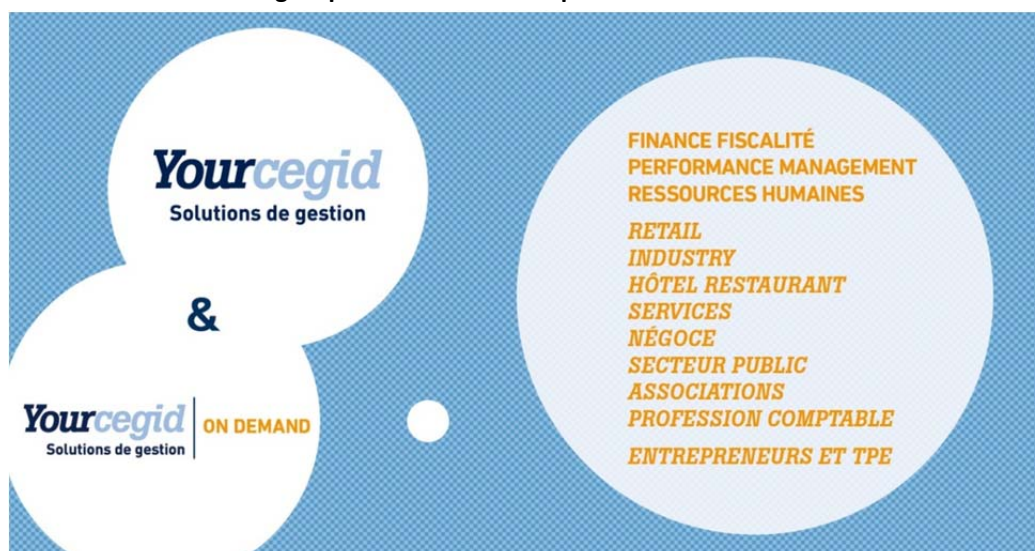 Yourcegid
Solutions de gestion
&
Yourcegid
Solutions de gestion
ON DEMAND
FINANCE FISCALITÉ
PERFORMANCE MANAGEMENT
RESSOURCES HUMAINES
RETAIL
INDUSTRY
HÔTEL RESTAURANT
SERVICES
NÉGOCE
SECTEUR PUBLIC
ASSOCIATIONS
PROFESSION COMPTABLE
ENTREPRENEURS ET TPE